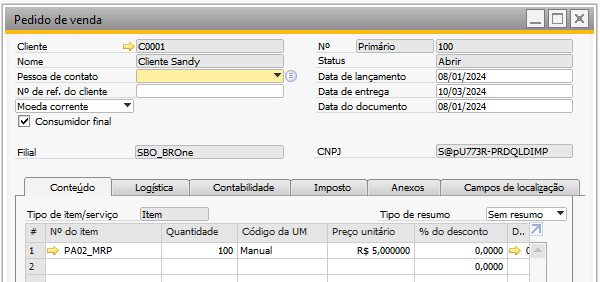 Pedido de venda
Cliente C0001 Nº Primário 100
Nome Cliente Sandy Status Abrir
Pessoa de contato Data de lançamento 08/01/2024
Nº de ref. do cliente Data de entrega 10/03/2024
Moeda corrente Data do documento 08/01/2024
Consumidor final
Filial SBO_BROne CNPJ S@pU773R-PRDQLDIMP
Conteúdo Logística Contabilidade Imposto Anexos Campos de localização
Tipo de item/serviço Item Tipo de resumo Sem resumo
# Nº do item Quantidade Código da UM Preço unitário % do desconto D..
1 PA02_MRP 100 Manual R$ 5,000000 0,0000
2 0,0000